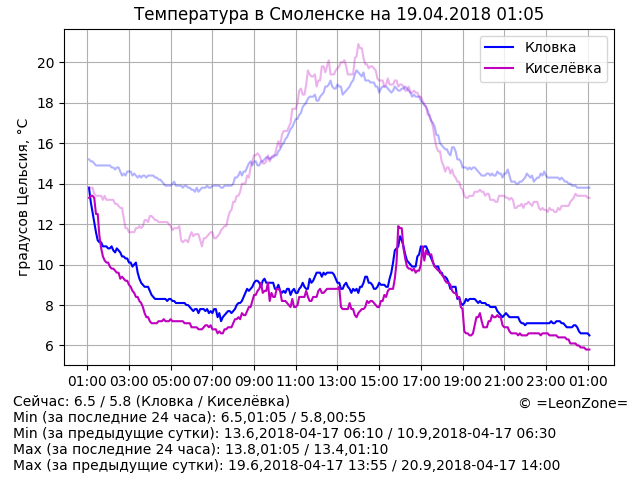 Температура в Смоленске на 19.04.2018 01:05
Кловка
Киселёвка
градусов Цельсия, °C
20
18
16
14
12
10
8
6
01:00 03:00 05:00 07:00 09:00 11:00 13:00 15:00 17:00 19:00 21:00 23:00 01:00
Сейчас: 6.5 / 5.8 (Кловка / Киселёвка)
© =LeonZone=
Min (за последние 24 часа): 6.5,01:05 / 5.8,00:55
Min (за предыдущие сутки): 13.6,2018-04-17 06:10 / 10.9,2018-04-17 06:30
Max (за последние 24 часа): 13.8,01:05 / 13.4,01:10
Max (за предыдущие сутки): 19.6,2018-04-17 13:55 / 20.9,2018-04-17 14:00